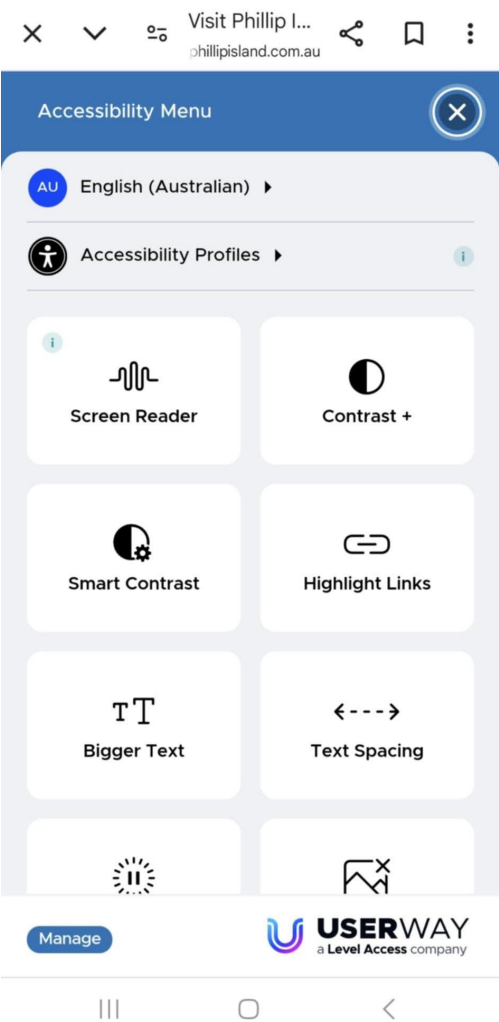 Visit Phillip I...
phillipisland.com.au
Accessibility Menu
AU English (Australian)
Accessibility Profiles i
i
Screen Reader
Contrast +
Smart Contrast
Highlight Links
TT
Bigger Text
Text Spacing
Manage
USERWAY
a Level Access company